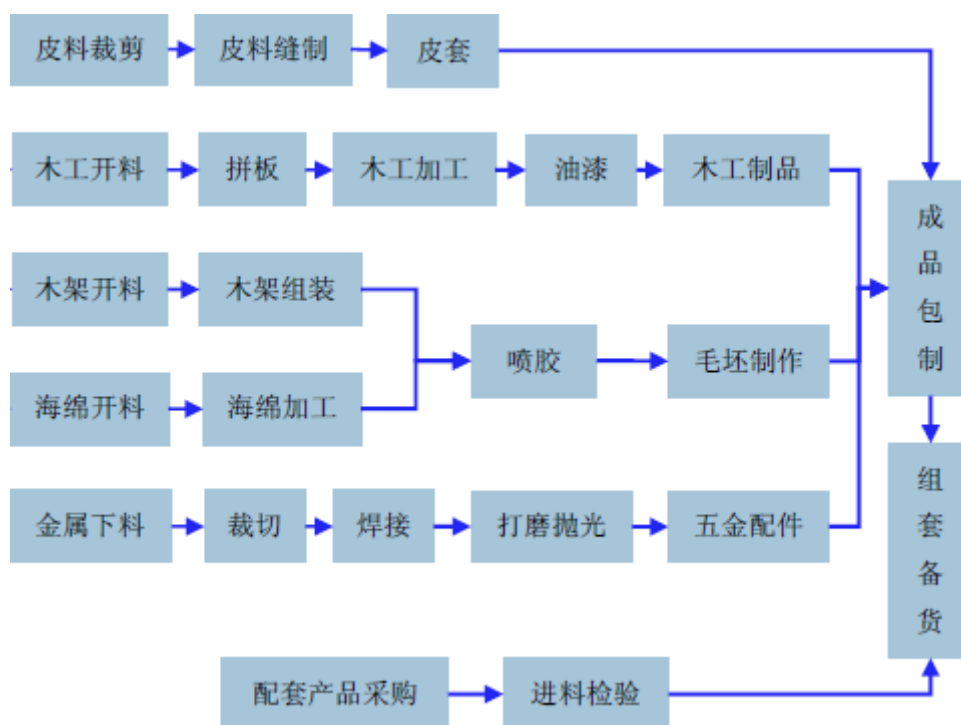 皮料裁剪
皮料缝制
皮套
木工开料
拼板
木工加工
油漆
木工制品
成品包制
木架开料
木架组装
喷胶
毛坯制作
海绵开料
海绵加工
金属下料
裁切
焊接
打磨抛光
五金配件
组套备货
配套产品采购
进料检验